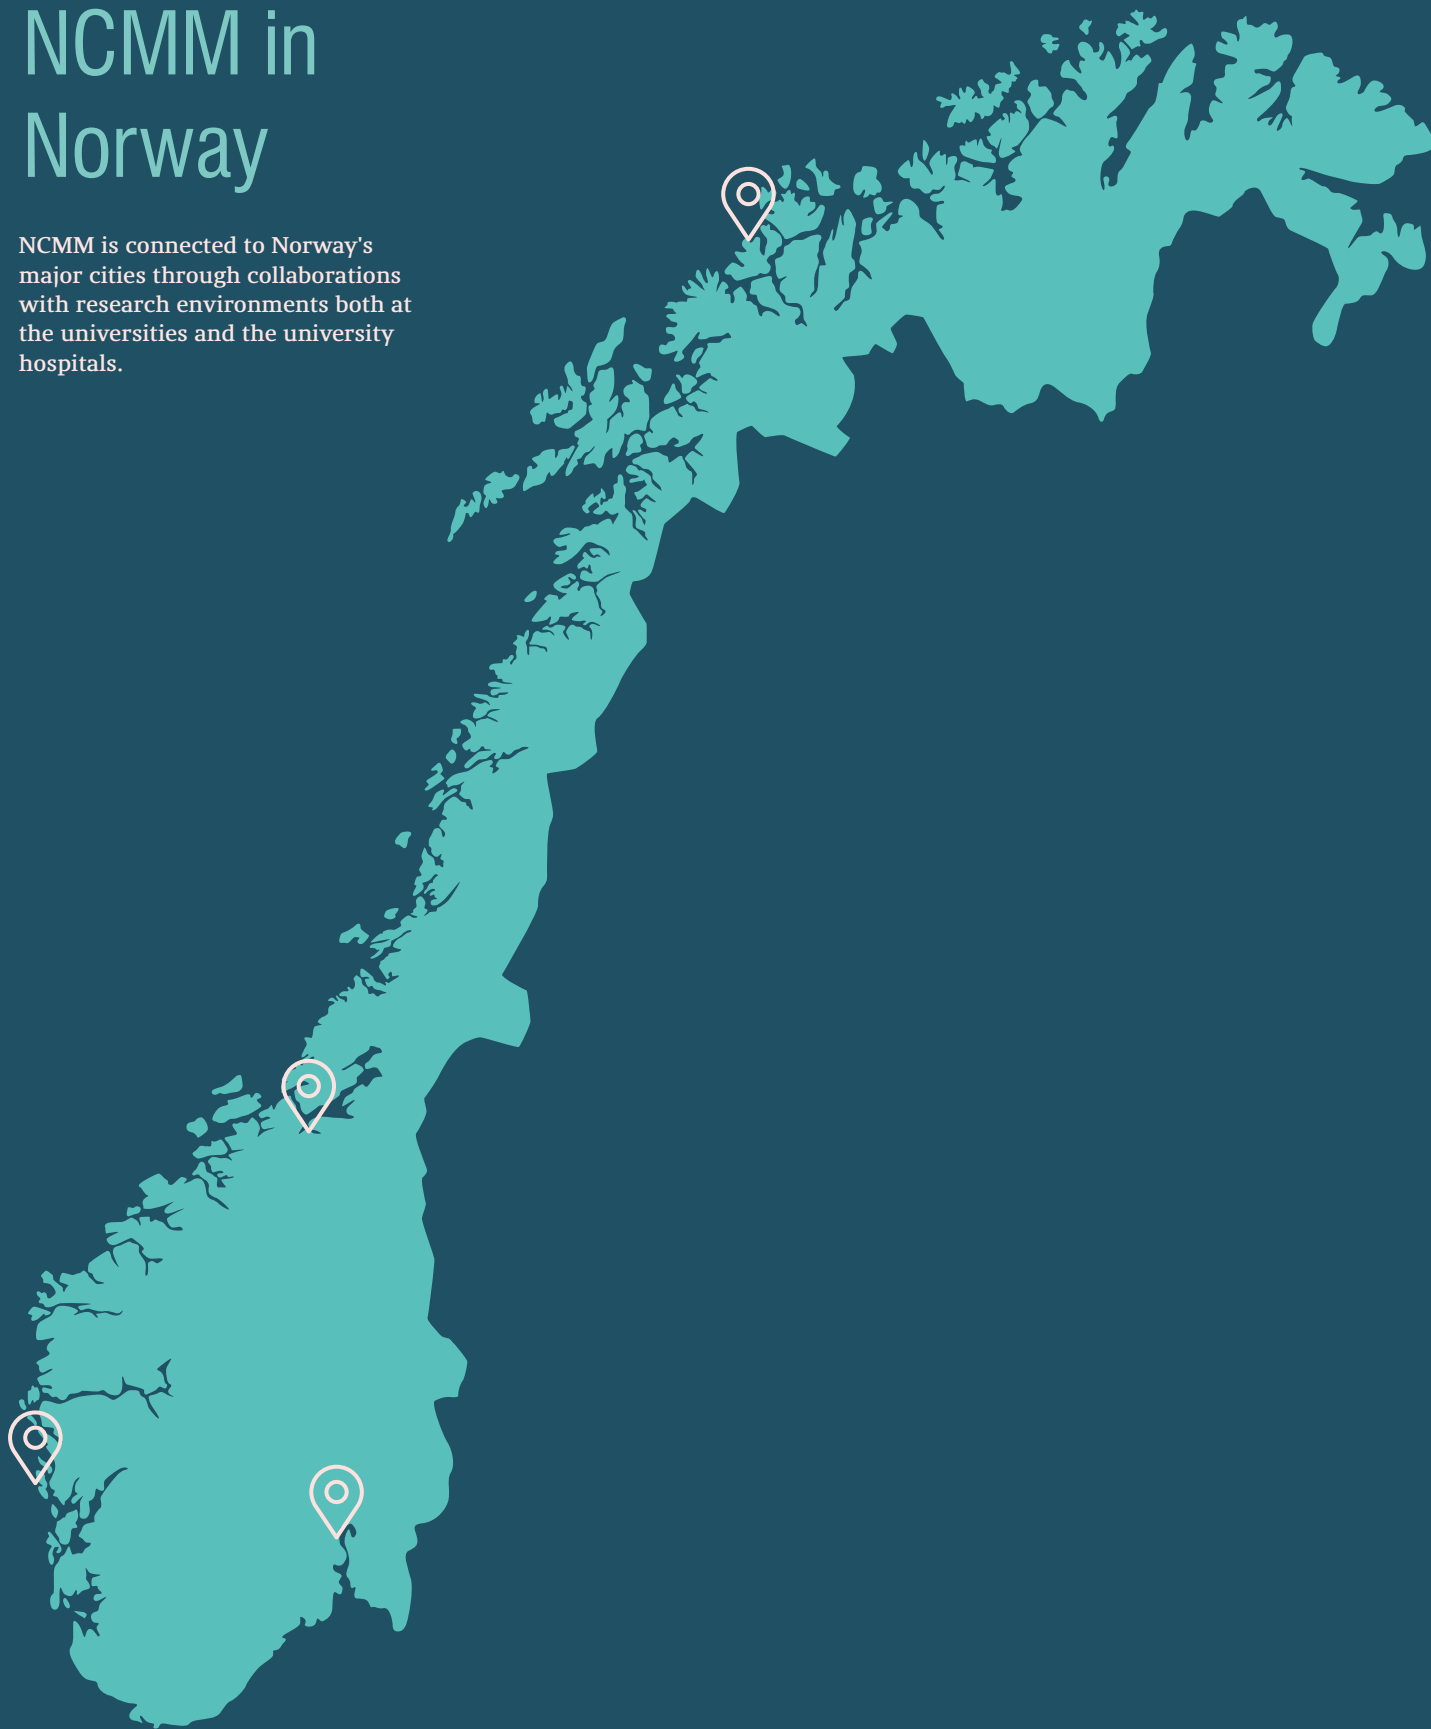 NCMM in
Norway
NCMM is connected to Norway's
major cities through collaborations
with research environments both at
the universities and the university
hospitals.